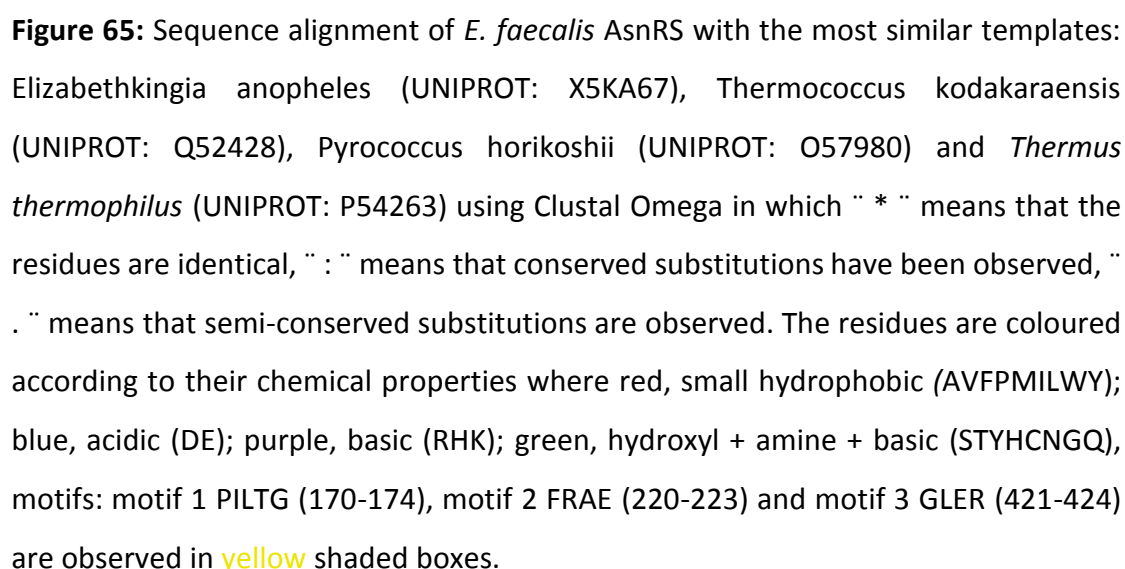 Figure 65: Sequence alignment of E. faecalis AsnRS with the most similar templates:
Elizabethkingia anopheles (UNIPROT: X5KA67), Thermococcus kodakaraensis
(UNIPROT: Q52428), Pyrococcus horikoshii (UNIPROT: O57980) and Thermus
thermophilus (UNIPROT: P54263) using Clustal Omega in which ¨ * ¨ means that the
residues are identical, ¨ : ¨ means that conserved substitutions have been observed, ¨
. ¨ means that semi-conserved substitutions are observed. The residues are coloured
according to their chemical properties where red, small hydrophobic (AVFPMILWY);
blue, acidic (DE); purple, basic (RHK); green, hydroxyl + amine + basic (STYHCNGQ),
motifs: motif 1 PILTG (170-174), motif 2 FRAE (220-223) and motif 3 GLER (421-424)
are observed in yellow shaded boxes.